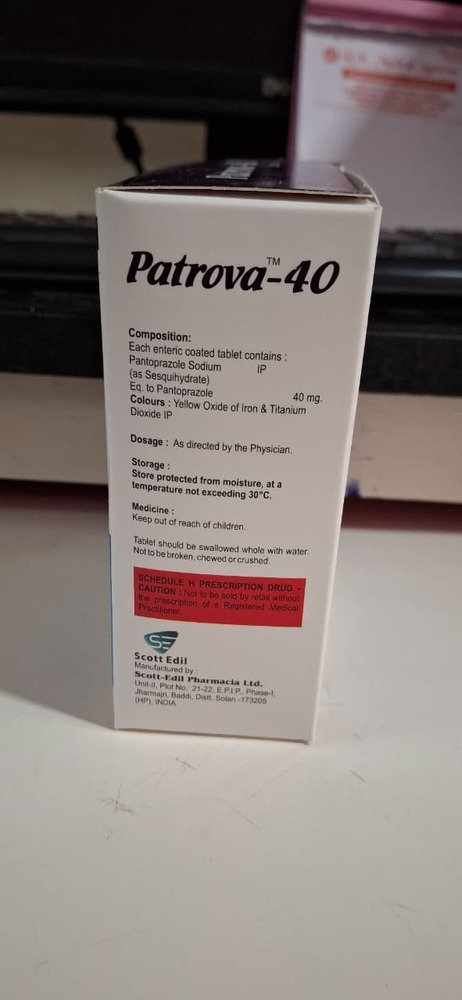 Patrova™-40
Composition:
Each enteric coated tablet contains :
Pantoprazole Sodium IP
(as Sesquihydrate)
Eq. to Pantoprazole 40 mg.
Colours : Yellow Oxide of Iron & Titanium
Dioxide IP
Dosage : As directed by the Physician.
Storage :
Store protected from moisture, at a
temperature not exceeding 30°C.
Medicine :
Keep out of reach of children.
Tablet should be swallowed whole with water.
Not to be broken, chewed or crushed.
SCHEDULE H PRESCRIPTION DRUG -
CAUTION : Not to be sold by retail without
the prescription of a Registered Medical
Practitioner.
SE
Scott Edil
Manufactured by :
Scott-Edil Pharmacia Ltd.
Unit-II, Plot No.: 21-22, E.P.I.P., Phase-I,
Jharmajri, Baddi, Distt. Solan -173205
(HP), INDIA